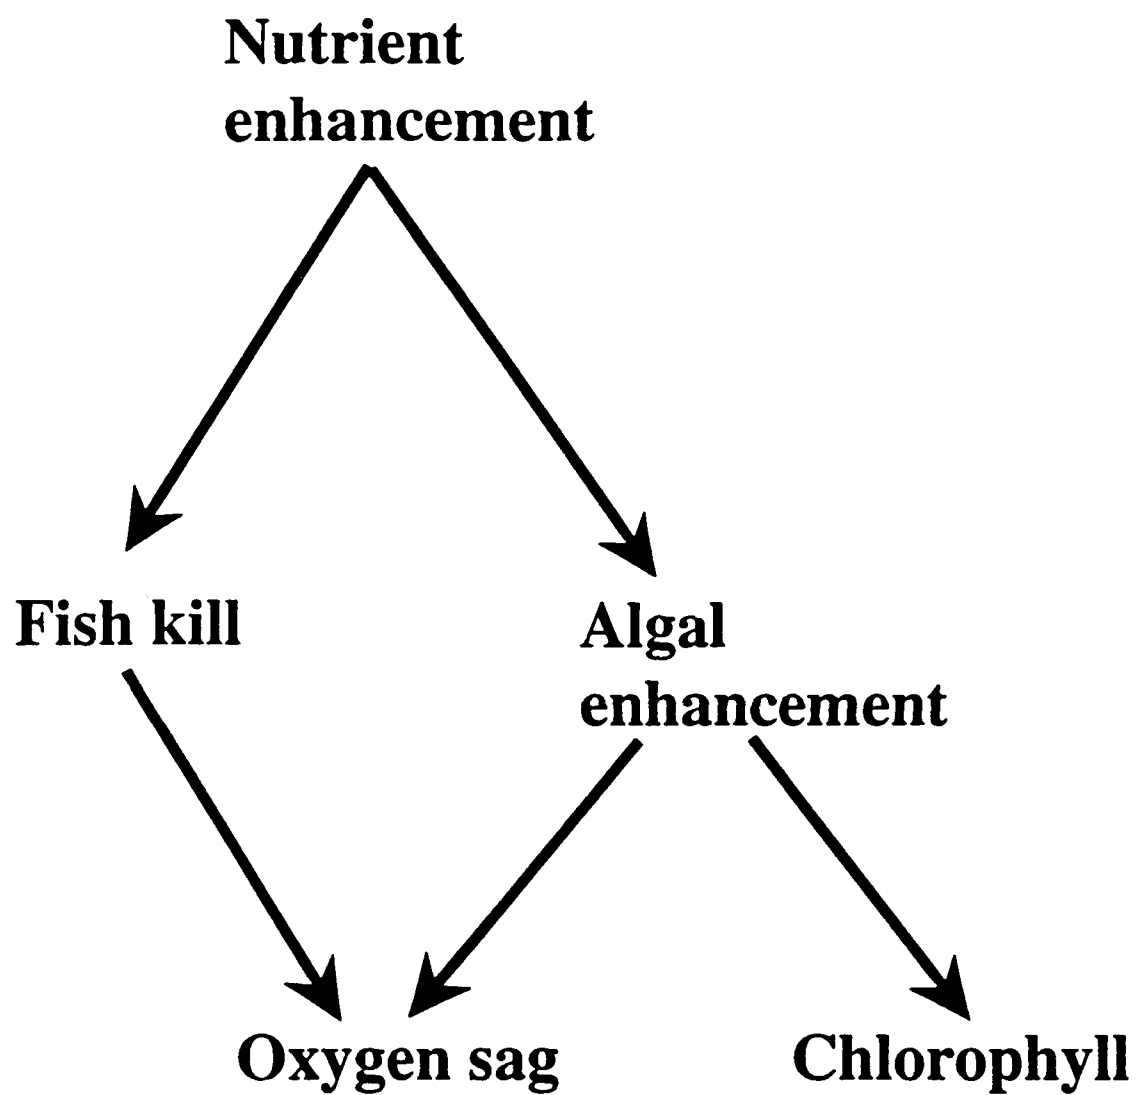 Nutrient
enhancement
Fish kill
Algal
enhancement
Oxygen sag
Chlorophyll